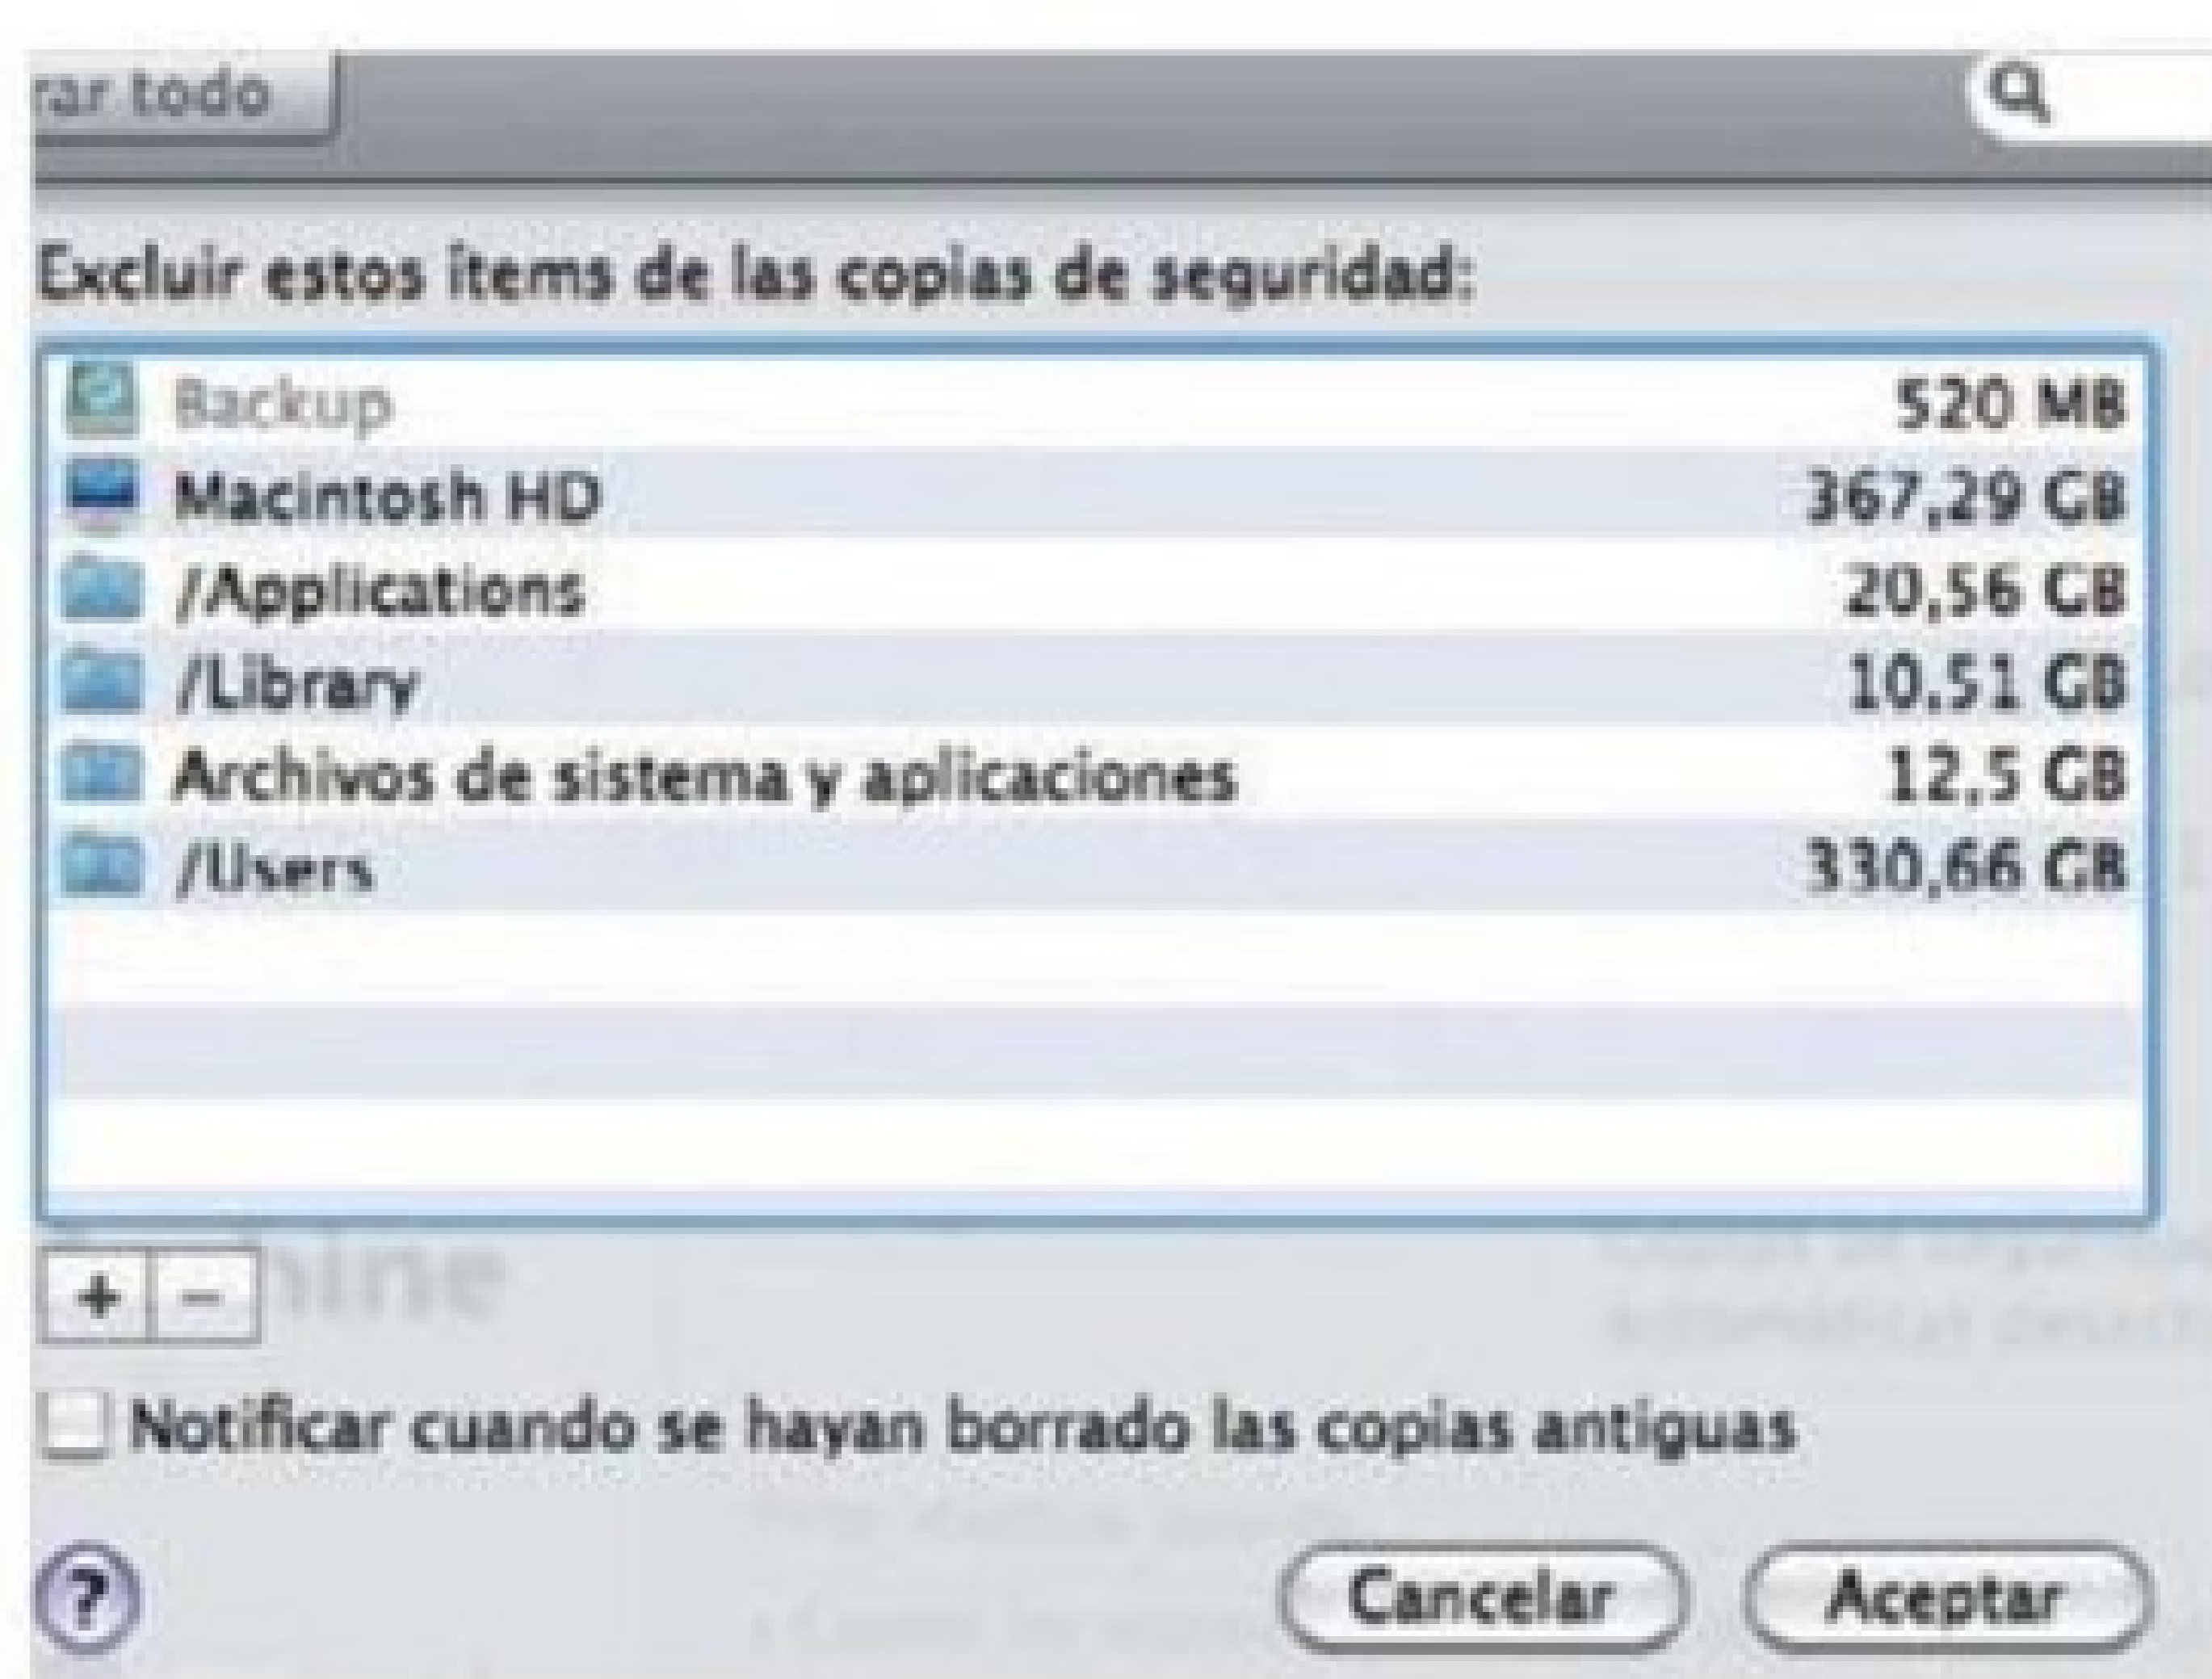 rar todo
Excluir estos ítems de las copias de seguridad:
Backup 520 MB
Macintosh HD 367,29 GB
/Applications 20,56 GB
/Library 10,51 GB
Archivos de sistema y aplicaciones 12,5 GB
/Users 330,66 GB
+ − hine
Notificar cuando se hayan borrado las copias antiguas
? Cancelar Aceptar